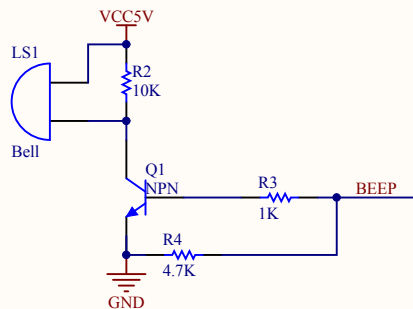 VCC5V
LS1
R2
10K
Bell
Q1
NPN
R3
BEEP
1K
R4
4.7K
GND